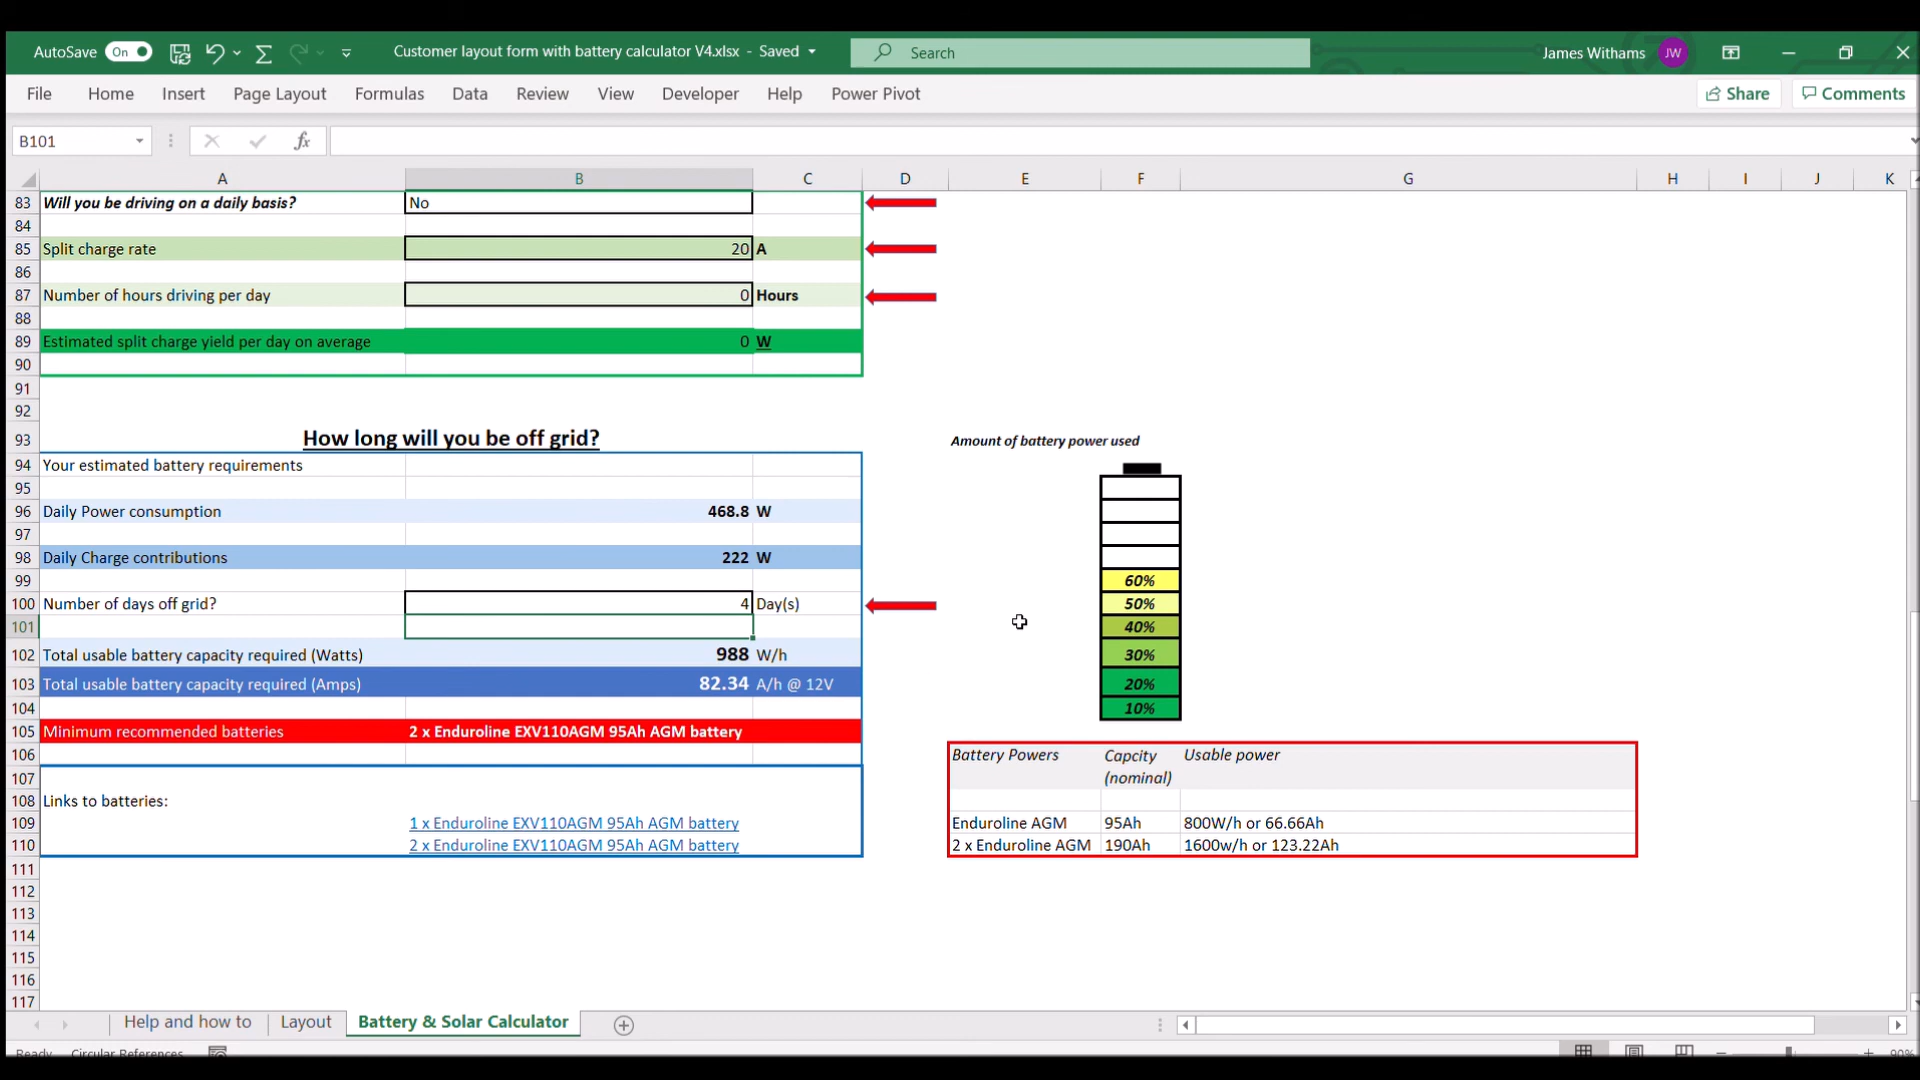 AutoSave On Customer layout form with battery calculator V4.xlsx - Saved Search James Withams JW
File Home Insert Page Layout Formulas Data Review View Developer Help Power Pivot Share Comments
B101 fx
A B C D E F G H I J K
83 Will you be driving on a daily basis? No
84
85 Split charge rate 20 A
86
87 Number of hours driving per day 0 Hours
88
89 Estimated split charge yield per day on average 0 W
90
91
92
93 How long will you be off grid? Amount of battery power used
94 Your estimated battery requirements
95
96 Daily Power consumption 468.8 W
97
98 Daily Charge contributions 222 W
99 60%
100 Number of days off grid? 4 Day(s) 50%
101 40%
102 Total usable battery capacity required (Watts) 988 W/h 30%
103 Total usable battery capacity required (Amps) 82.34 A/h @ 12V 20%
104 10%
105 Minimum recommended batteries 2 x Enduroline EXV110AGM 95Ah AGM battery
106 Battery Powers Capcity (nominal) Usable power
107
108 Links to batteries:
109 1 x Enduroline EXV110AGM 95Ah AGM battery Enduroline AGM 95Ah 800W/h or 66.66Ah
110 2 x Enduroline EXV110AGM 95Ah AGM battery 2 x Enduroline AGM 190Ah 1600w/h or 123.22Ah
111
112
113
114
115
116
117
Help and how to Layout Battery & Solar Calculator
Ready Circular References 90%